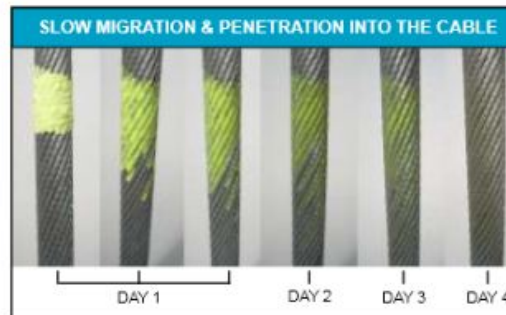 SLOW MIGRATION & PENETRATION INTO THE CABLE
DAY 1 DAY 2 DAY 3 DAY 4